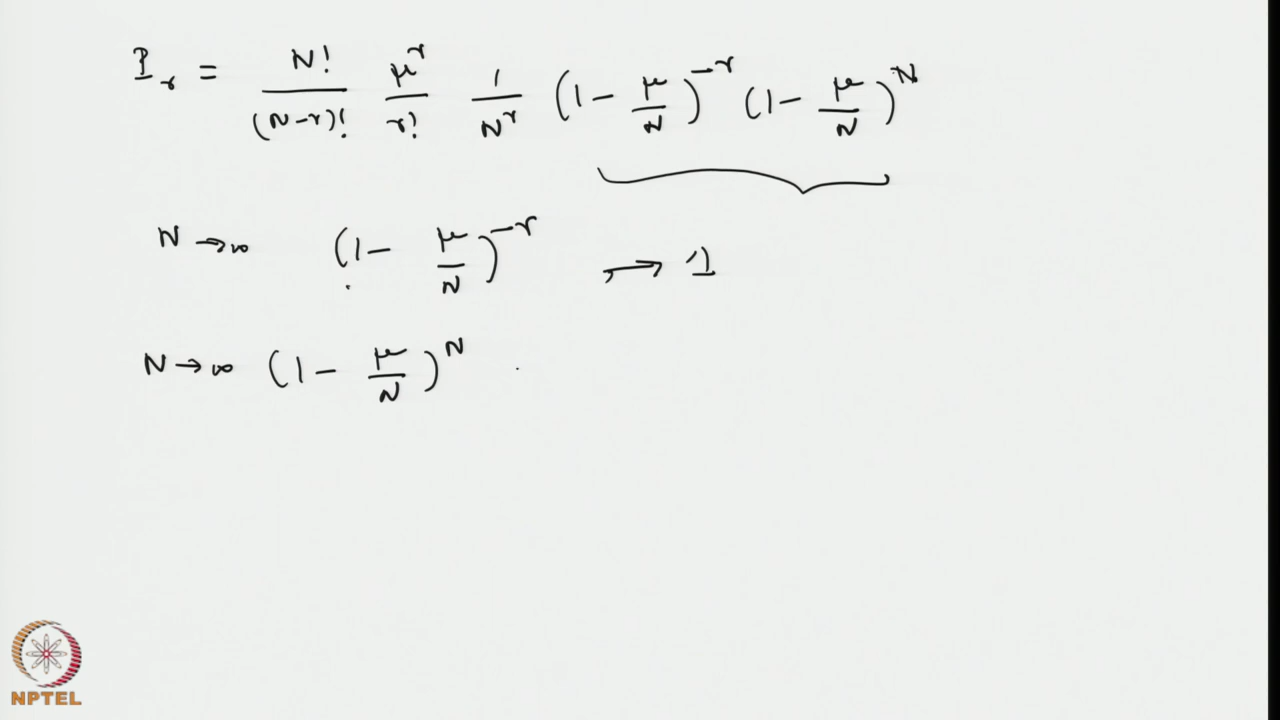 P_r = N!/(N-r)! μ^r/r! 1/N^r (1 - μ/N)^-r (1 - μ/N)^N
N → ∞ (1 - μ/N)^-r → 1
N → ∞ (1 - μ/N)^N
NPTEL